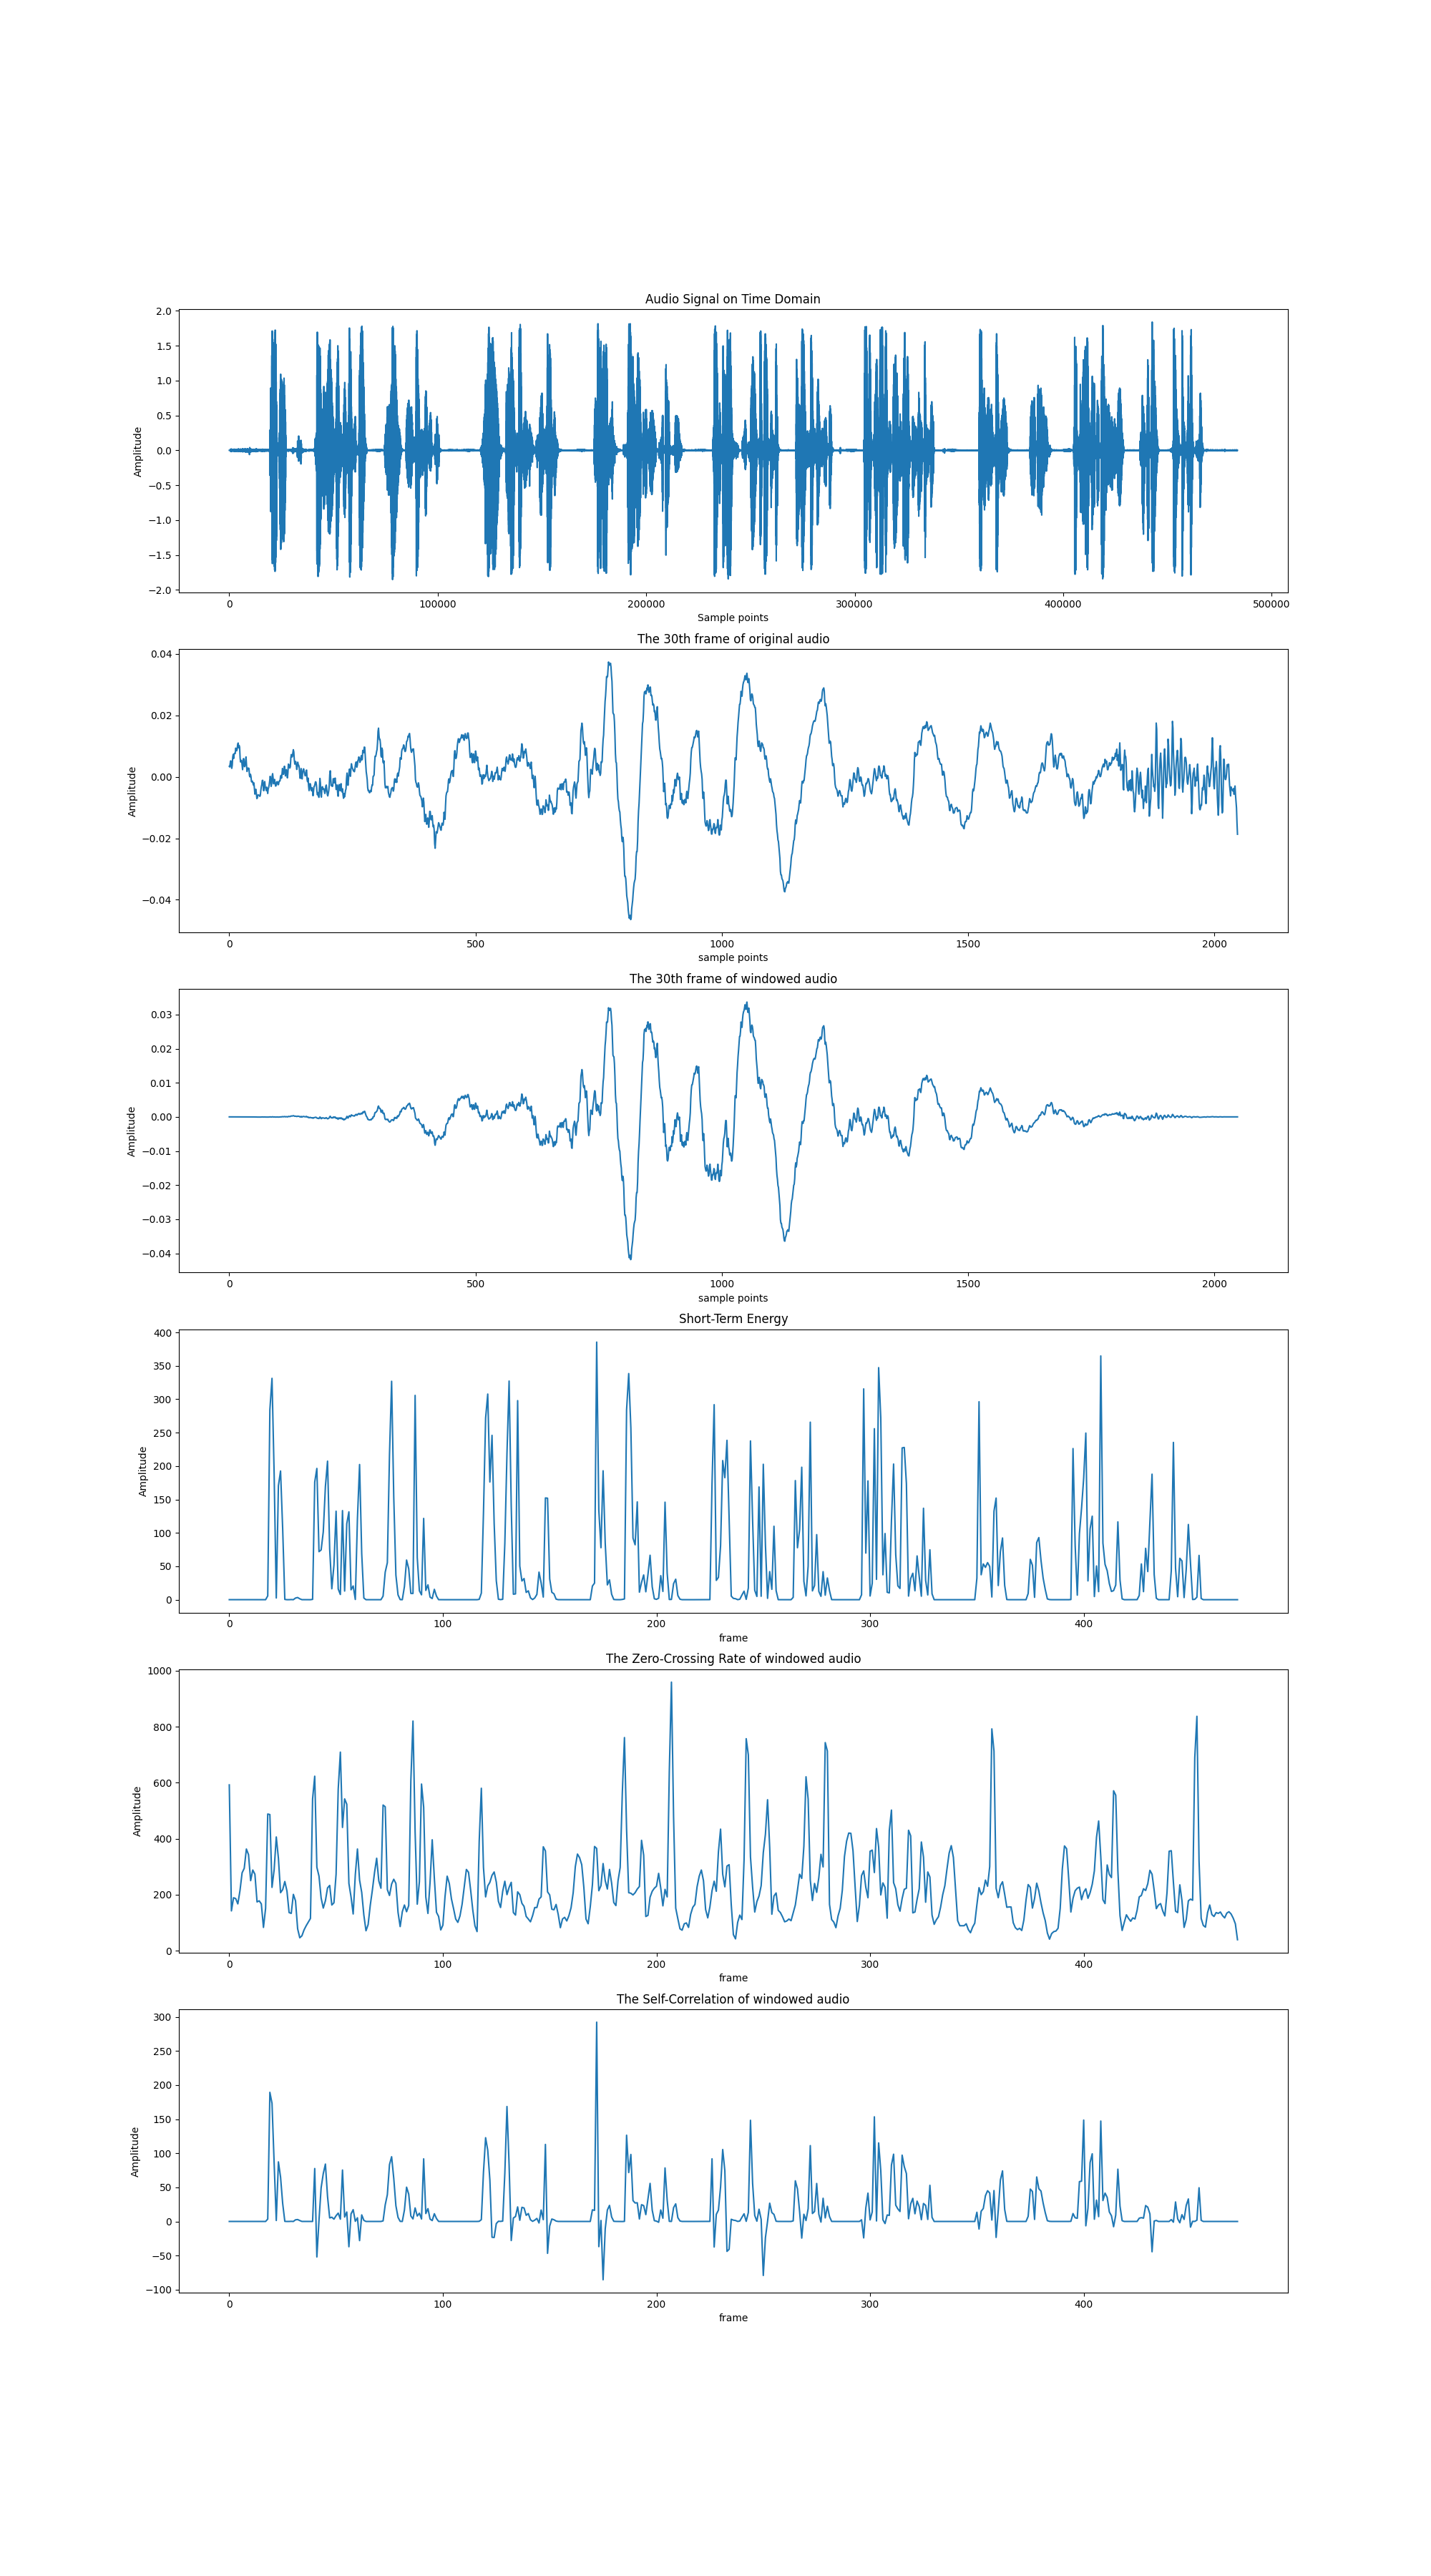 Audio Signal on Time Domain
2.0
1.5
1.0
0.5
0.0
−0.5
−1.0
−1.5
−2.0
Amplitude
0 100000 200000 300000 400000 500000
Sample points
The 30th frame of original audio
0.04
0.02
0.00
−0.02
−0.04
Amplitude
0 500 1000 1500 2000
sample points
The 30th frame of windowed audio
0.03
0.02
0.01
0.00
−0.01
−0.02
−0.03
−0.04
Amplitude
0 500 1000 1500 2000
sample points
Short-Term Energy
400
350
300
250
200
150
100
50
0
Amplitude
0 100 200 300 400
frame
The Zero-Crossing Rate of windowed audio
1000
800
600
400
200
0
Amplitude
0 100 200 300 400
frame
The Self-Correlation of windowed audio
300
250
200
150
100
50
0
−50
−100
Amplitude
0 100 200 300 400
frame